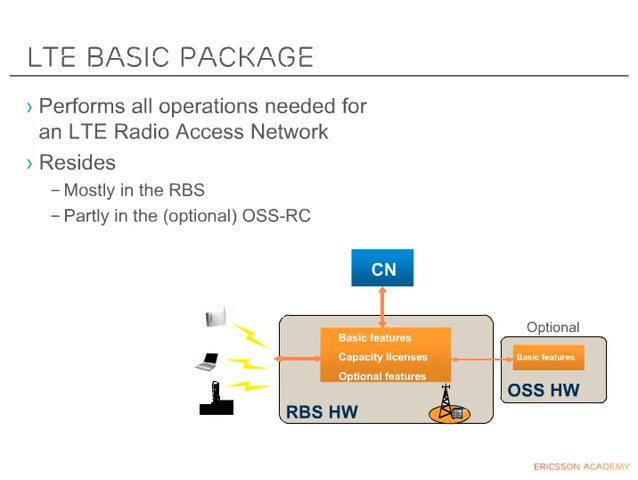 LTE BASIC PACKAGE
› Performs all operations needed for
an LTE Radio Access Network
› Resides
– Mostly in the RBS
– Partly in the (optional) OSS-RC
CN
Optional
Basic features
Capacity licenses
Optional features
Basic features
RBS HW
OSS HW
ERICSSON ACADEMY